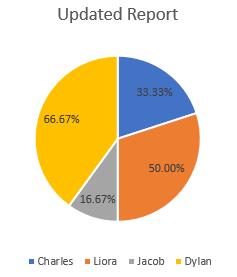 Updated Report
33.33%
66.67%
50.00%
16.67%
Charles Liora Jacob Dylan